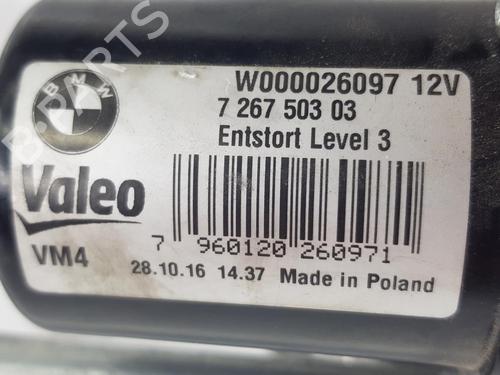 BMW
W000026097 12V
7 267 503 03
Entstort Level 3
Valeo
7 960120 260971
VM4
28.10.16 14.37 Made in Poland
B-PARTS